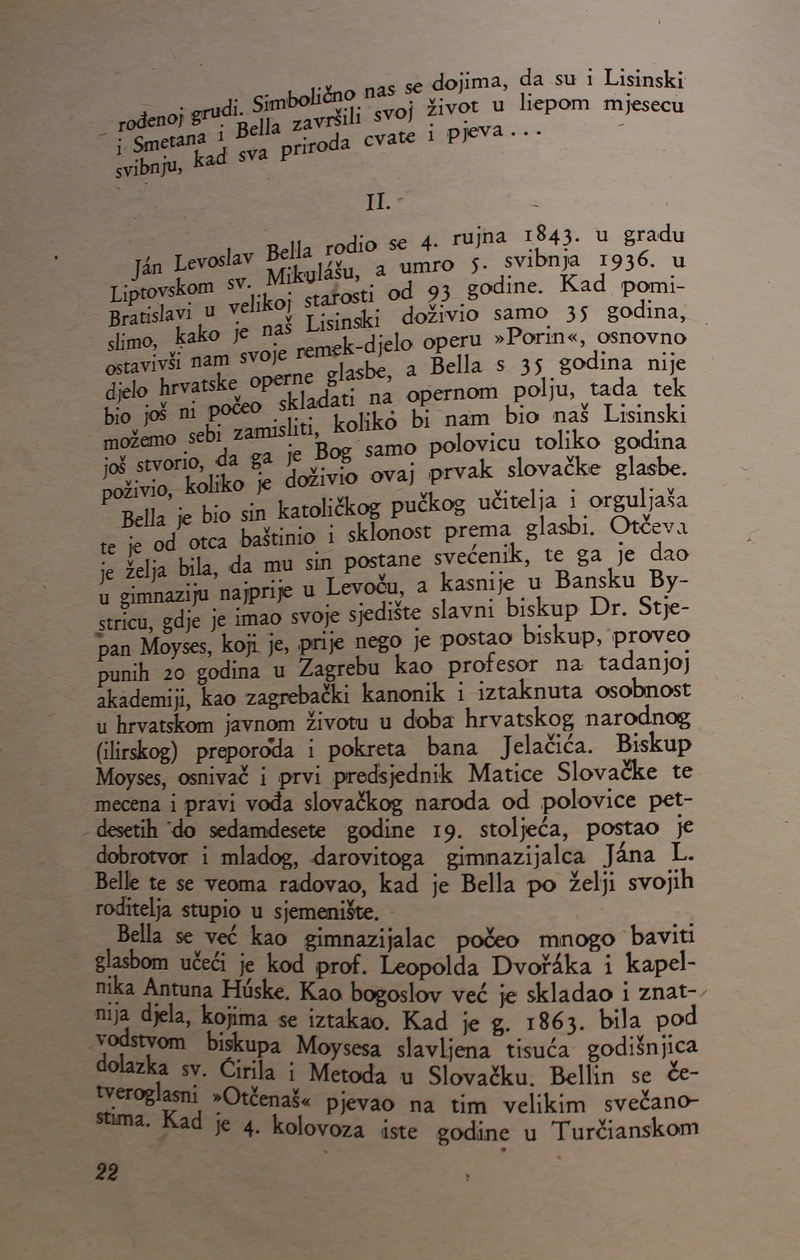 rođenoj grudi. Simbolično nas se dojima, da su i Lisinski
i Smetana i Bella završili svoj život u liepom mjesecu
svibnju, kad sva priroda cvate i pjeva . . .
II.
Ján Levoslav Bella rodio se 4. rujna 1843. u gradu
Liptovskom sv. Mikulášu, a umro 5. svibnja 1936. u
Bratislavi u velikoj starosti od 93 godine. Kad pomi-
slimo, kako je naš Lisinski doživio samo 35 godina,
ostavivši nam svoje remek-djelo operu »Porin«, osnovno
djelo hrvatske operne glasbe, a Bella s 35 godina nije
bio još ni počeo skladati na opernom polju, tada tek
možemo sebi zamisliti, koliko bi nam bio naš Lisinski
još stvorio, da ga je Bog samo polovicu toliko godina
poživio, koliko je doživio ovaj prvak slovačke glasbe.
Bella je bio sin katoličkog pučkog učitelja i orguljaša
te je od otca baštinio i sklonost prema glasbi. Otčeva
je želja bila, da mu sin postane svećenik, te ga je dao
u gimnaziju najprije u Levoču, a kasnije u Bansku By-
stricu, gdje je imao svoje sjedište slavni biskup Dr. Stje-
pan Moyses, koji je, prije nego je postao biskup, proveo
punih 20 godina u Zagrebu kao profesor na tadanjoj
akademiji, kao zagrebački kanonik i iztaknuta osobnost
u hrvatskom javnom životu u doba hrvatskog narodnog
(ilirskog) preporoda i pokreta bana Jelačića. Biskup
Moyses, osnivač i prvi predsjednik Matice Slovačke te
mecena i pravi vođa slovačkog naroda od polovice pet-
desetih do sedamdesete godine 19. stoljeća, postao je
dobrotvor i mladog, darovitoga gimnazijalca Jána L.
Belle te se veoma radovao, kad je Bella po želji svojih
roditelja stupio u sjemenište.
Bella se već kao gimnazijalac počeo mnogo baviti
glasbom učeći je kod prof. Leopolda Dvořáka i kapel-
nika Antuna Húske. Kao bogoslov već je skladao i znat-
nija djela, kojima se iztakao. Kad je g. 1863. bila pod
vodstvom biskupa Moysesa slavljena tisuća godišnjica
dolazka sv. Ćirila i Metoda u Slovačku. Bellin se če-
tveroglasni »Otčenaš« pjevao na tim velikim svečano-
stima. Kad je 4. kolovoza iste godine u Turčianskom
22